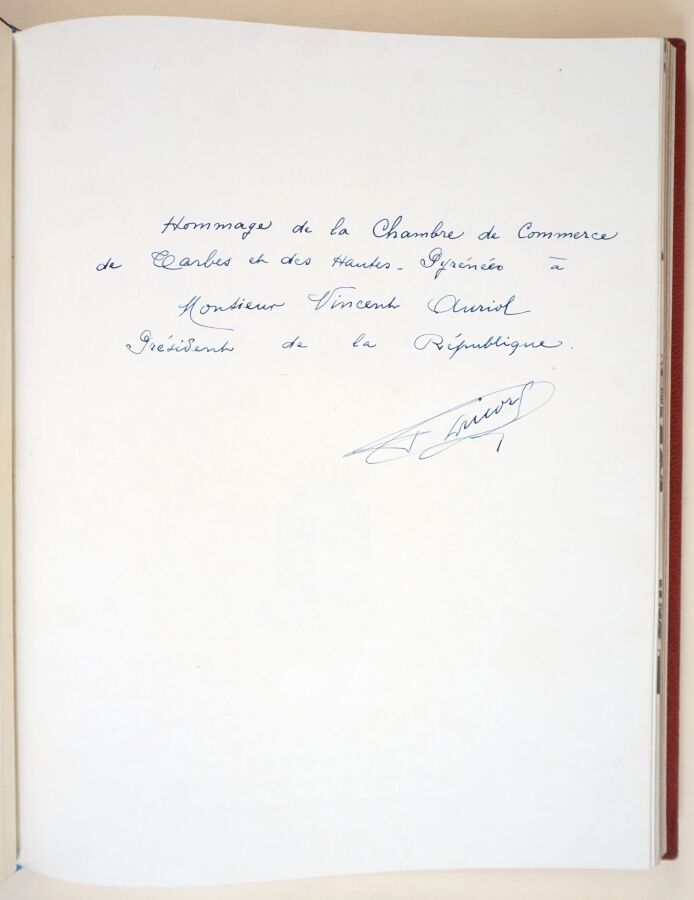 Hommage de la Chambre de Commerce
de Tarbes et des Hautes-Pyrénées à
Monsieur Vincent Auriol
Président de la République.